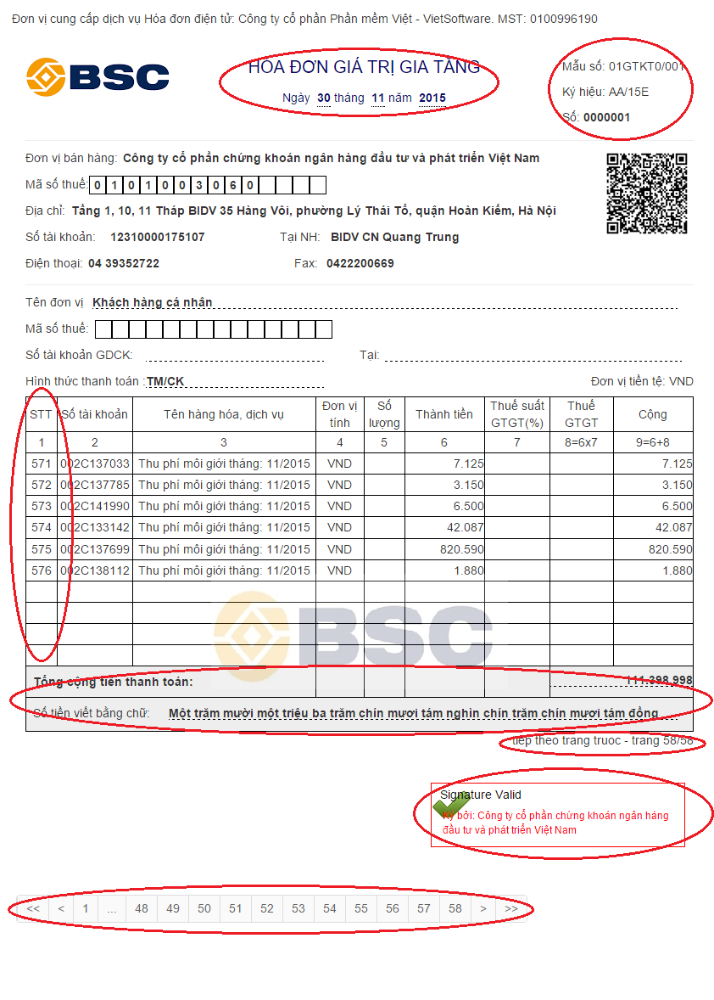 Đơn vị cung cấp dịch vụ Hóa đơn điện tử: Công ty cổ phần Phần mềm Việt - VietSoftware. MST: 0100996190
BSC
HÓA ĐƠN GIÁ TRỊ GIA TĂNG
Ngày 30 tháng 11 năm 2015
Mẫu số: 01GTKT0/001
Ký hiệu: AA/15E
Số: 0000001
Đơn vị bán hàng: Công ty cổ phần chứng khoán ngân hàng đầu tư và phát triển Việt Nam
Mã số thuế: 0 1 0 1 0 0 3 0 6 0
Địa chỉ: Tầng 1, 10, 11 Tháp BIDV 35 Hàng Vôi, phường Lý Thái Tổ, quận Hoàn Kiếm, Hà Nội
Số tài khoản: 12310000175107 Tại NH: BIDV CN Quang Trung
Điện thoại: 04 39352722 Fax: 0422200669
Tên đơn vị Khách hàng cá nhân
Mã số thuế:
Số tài khoản GDCK: Tại:
Hình thức thanh toán : TM/CK Đơn vị tiền tệ: VND
STT Số tài khoản Tên hàng hóa, dịch vụ Đơn vị tính Số lượng Thành tiền Thuế suất GTGT(%) Thuế GTGT Cộng
1 2 3 4 5 6 7 8=6x7 9=6+8
571 002C137033 Thu phí môi giới tháng: 11/2015 VND 7.125 7.125
572 002C137785 Thu phí môi giới tháng: 11/2015 VND 3.150 3.150
573 002C141990 Thu phí môi giới tháng: 11/2015 VND 6.500 6.500
574 002C133142 Thu phí môi giới tháng: 11/2015 VND 42.087 42.087
575 002C137699 Thu phí môi giới tháng: 11/2015 VND 820.590 820.590
576 002C138112 Thu phí môi giới tháng: 11/2015 VND 1.880 1.880
BSC
Tổng cộng tiền thanh toán: 111.398.998
Số tiền viết bằng chữ: Một trăm mười một triệu ba trăm chín mươi tám nghìn chín trăm chín mươi tám đồng
tiep theo trang truoc - trang 58/58
Signature Valid
Ký bởi: Công ty cổ phần chứng khoán ngân hàng
đầu tư và phát triển Việt Nam
<< < 1 ... 48 49 50 51 52 53 54 55 56 57 58 > >>